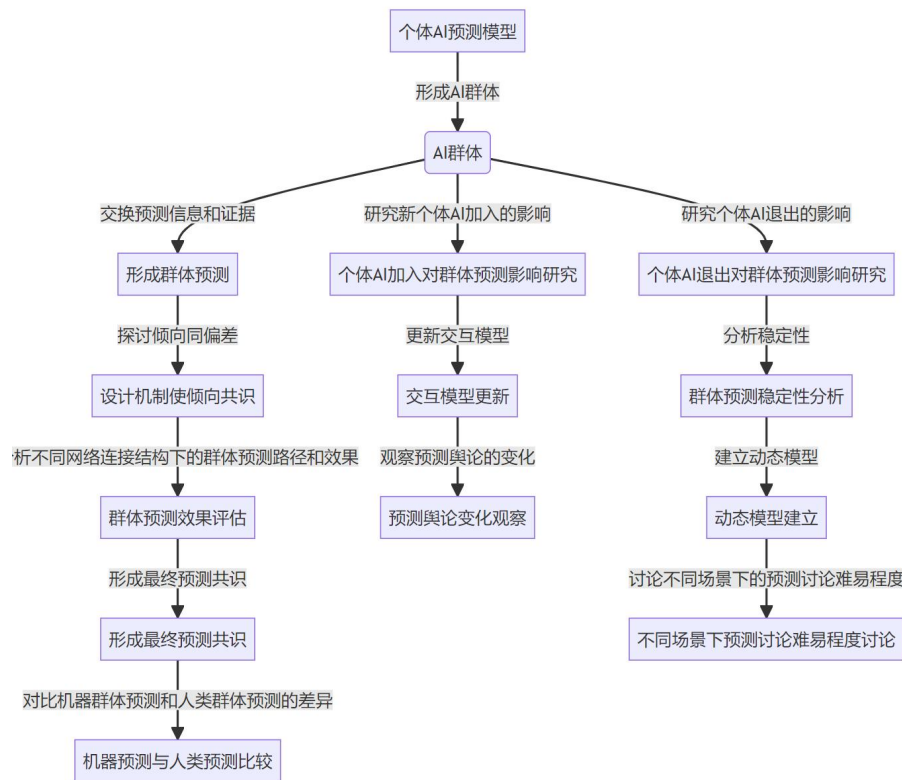 个体AI预测模型
形成AI群体
AI群体
交换预测信息和证据
研究新个体AI加入的影响
研究个体AI退出的影响
形成群体预测
个体AI加入对群体预测影响研究
个体AI退出对群体预测影响研究
探讨倾向同偏差
更新交互模型
分析稳定性
设计机制使倾向共识
交互模型更新
群体预测稳定性分析
析不同网络连接结构下的群体预测路径和效果
观察预测舆论的变化
建立动态模型
群体预测效果评估
预测舆论变化观察
动态模型建立
形成最终预测共识
讨论不同场景下的预测讨论难易程度
形成最终预测共识
不同场景下预测讨论难易程度讨论
对比机器群体预测和人类群体预测的差异
机器预测与人类预测比较